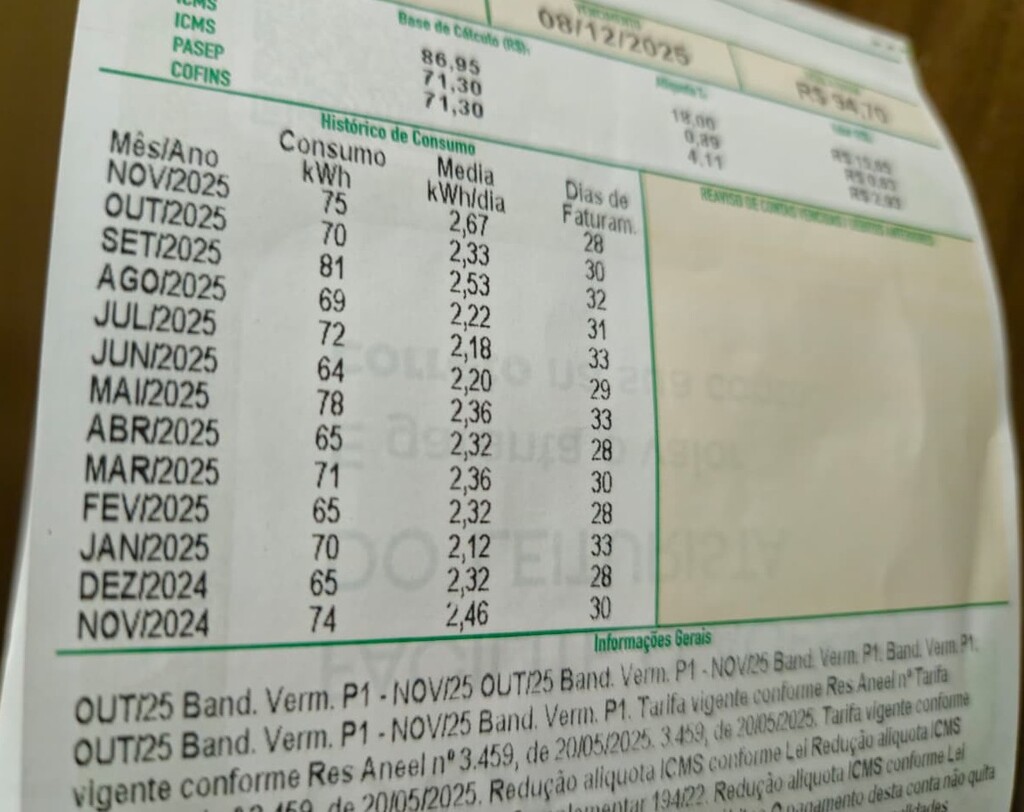 ICMS
ICMS
PASEP
COFINS
Base de Cálculo (R$)
86,95
71,30
71,30
08/12/2025
R$ 94,70
18,00
0,89
4,11
Histórico de Consumo
Mês/Ano Consumo kWh Media kWh/dia Dias de Faturam.
NOV/2025 75 2,67 28
OUT/2025 70 2,33 30
SET/2025 81 2,53 32
AGO/2025 69 2,22 31
JUL/2025 72 2,18 33
JUN/2025 64 2,20 29
MAI/2025 78 2,36 33
ABR/2025 65 2,32 28
MAR/2025 71 2,36 30
FEV/2025 65 2,32 28
JAN/2025 70 2,12 33
DEZ/2024 65 2,32 28
NOV/2024 74 2,46 30
Informações Gerais
OUT/25 Band. Verm. P1 - NOV/25 OUT/25 Band. Verm. P1 - NOV/25 Band. Verm. P1. Band. Verm. P1.
OUT/25 Band. Verm. P1 - NOV/25 Band. Verm. P1. Tarifa vigente conforme Res Aneel nº Tarifa
vigente conforme Res Aneel nº 3.459, de 20/05/2025. 3.459, de 20/05/2025. Tarifa vigente conforme
de 20/05/2025. Redução aliquota ICMS conforme Lei Redução aliquota ICMS
194/22. Redução aliquota ICMS conforme Lei
O pagamento desta conta não quita